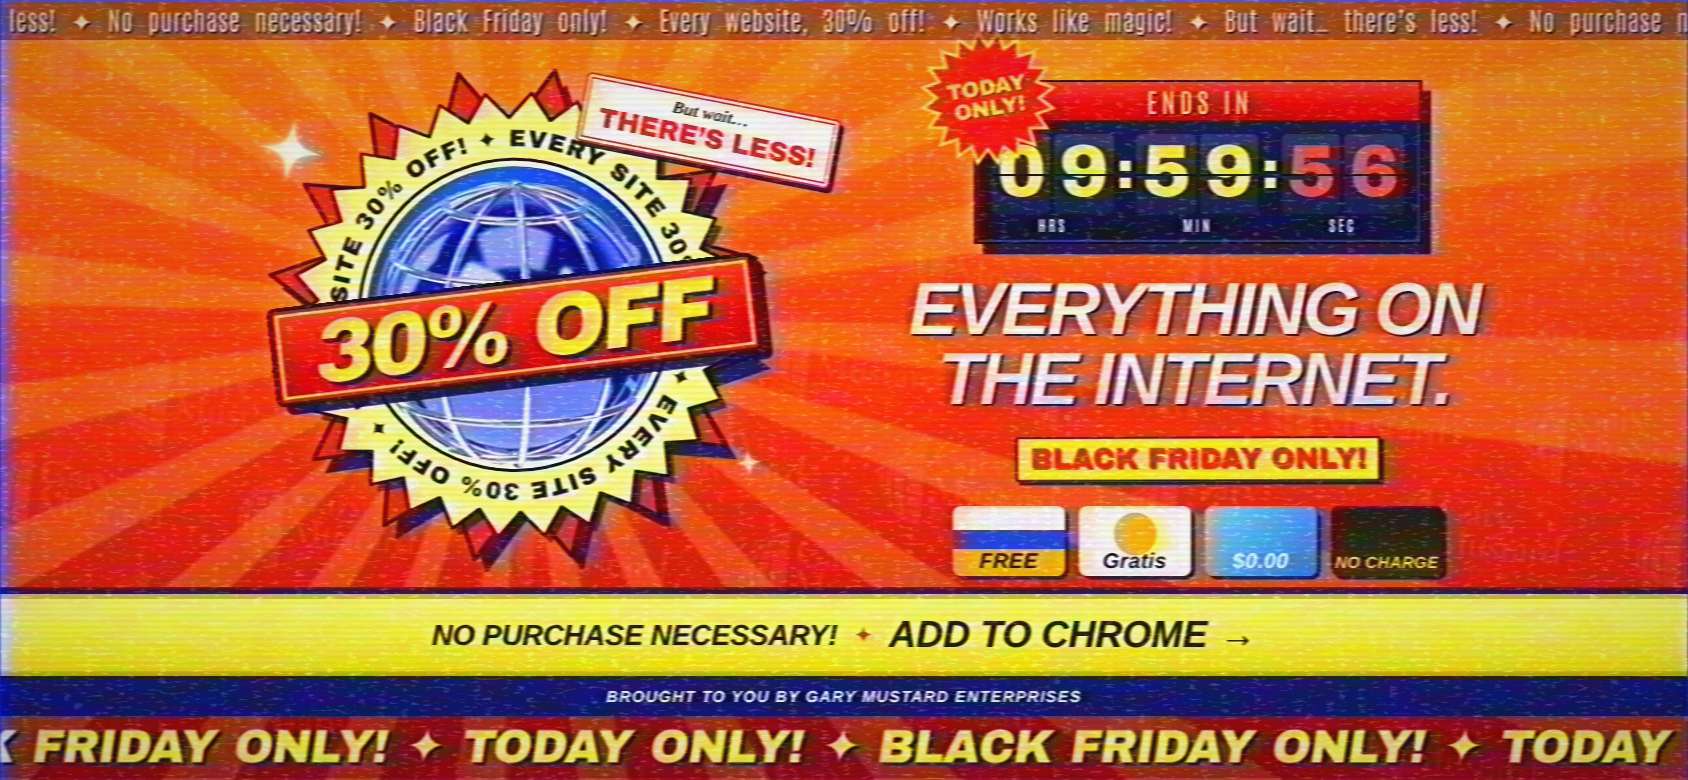 less! ✦ No purchase necessary! ✦ Black Friday only! ✦ Every website, 30% off! ✦ Works like magic! ✦ But wait… there's less! ✦ No purchase
But wait...
THERE'S LESS!
SITE 30% OFF! ✦ EVERY SITE 30%
✦ EVERY SITE 30% OFF! ✦
30% OFF
TODAY
ONLY!
ENDS IN
09:59:56
HRS MIN SEC
EVERYTHING ON
THE INTERNET.
BLACK FRIDAY ONLY!
FREE Gratis $0.00 NO CHARGE
NO PURCHASE NECESSARY! ✦ ADD TO CHROME →
BROUGHT TO YOU BY GARY MUSTARD ENTERPRISES
K FRIDAY ONLY! ✦ TODAY ONLY! ✦ BLACK FRIDAY ONLY! ✦ TODAY